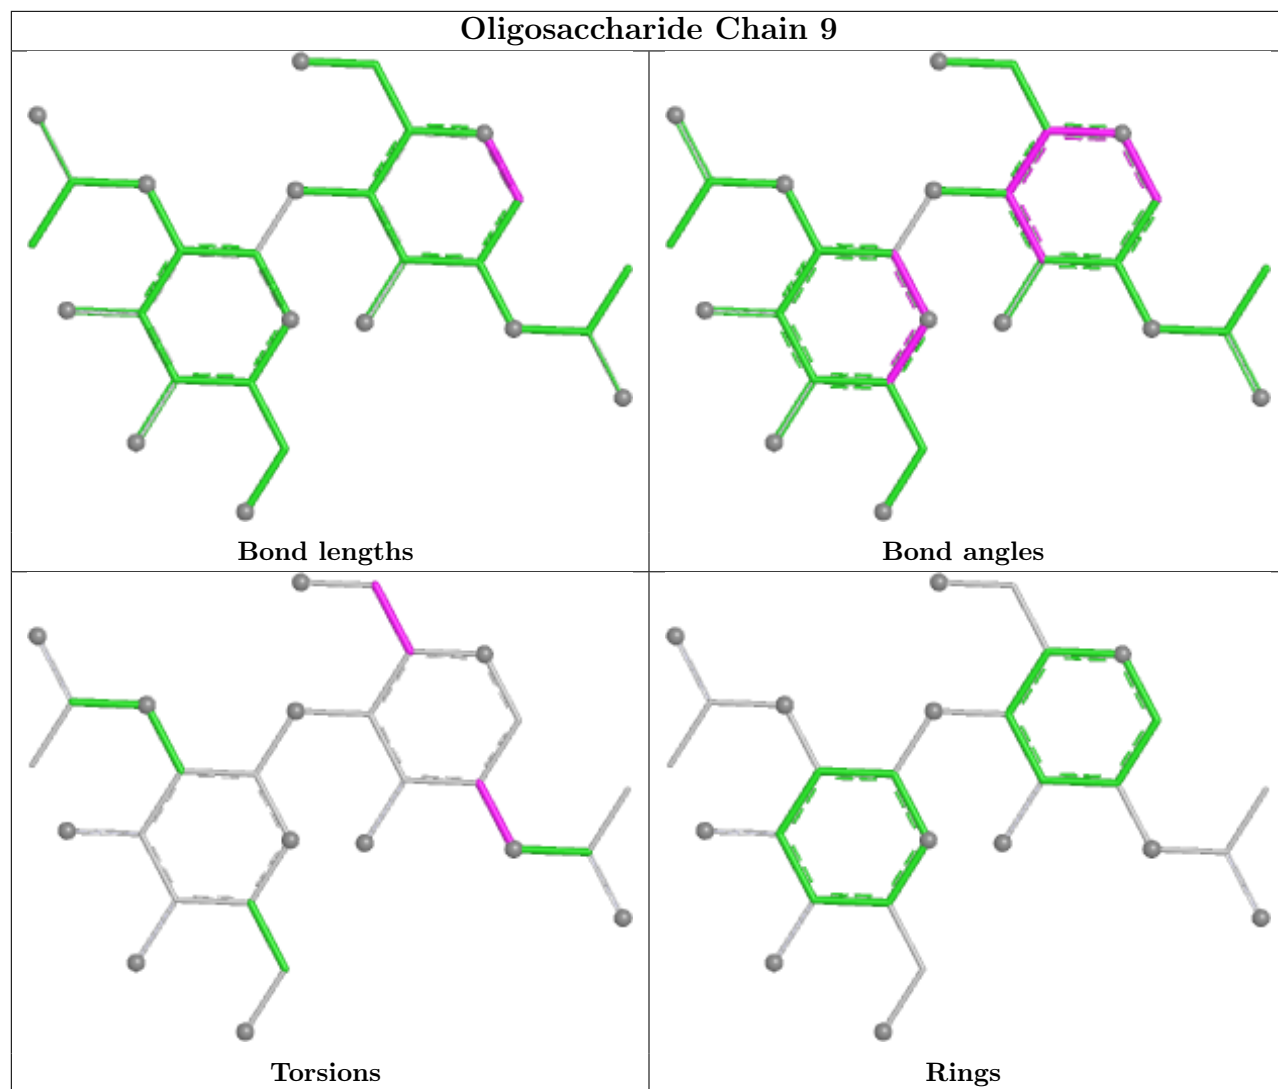 Oligosaccharide Chain 9
Bond lengths
Bond angles
Torsions
Rings